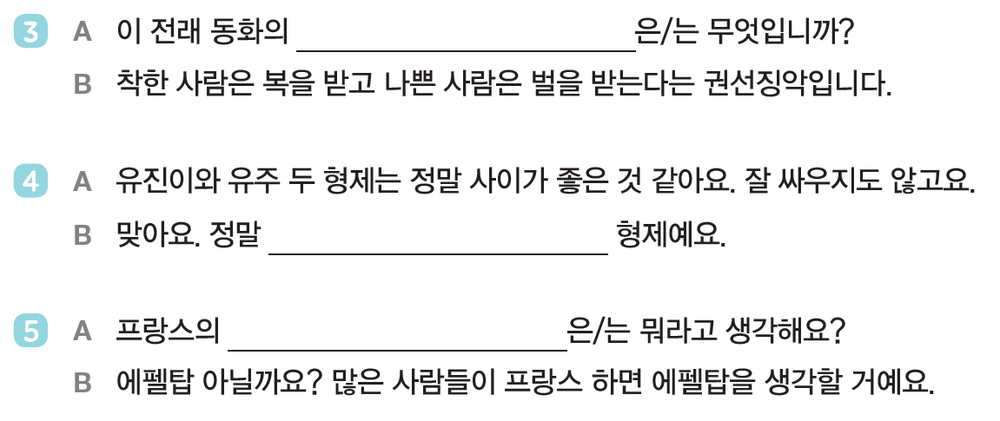 3 A 이 전래 동화의 ____________________은/는 무엇입니까?
B 착한 사람은 복을 받고 나쁜 사람은 벌을 받는다는 권선징악입니다.
4 A 유진이와 유주 두 형제는 정말 사이가 좋은 것 같아요. 잘 싸우지도 않고요.
B 맞아요. 정말 ____________________ 형제예요.
5 A 프랑스의 ____________________은/는 뭐라고 생각해요?
B 에펠탑 아닐까요? 많은 사람들이 프랑스 하면 에펠탑을 생각할 거예요.